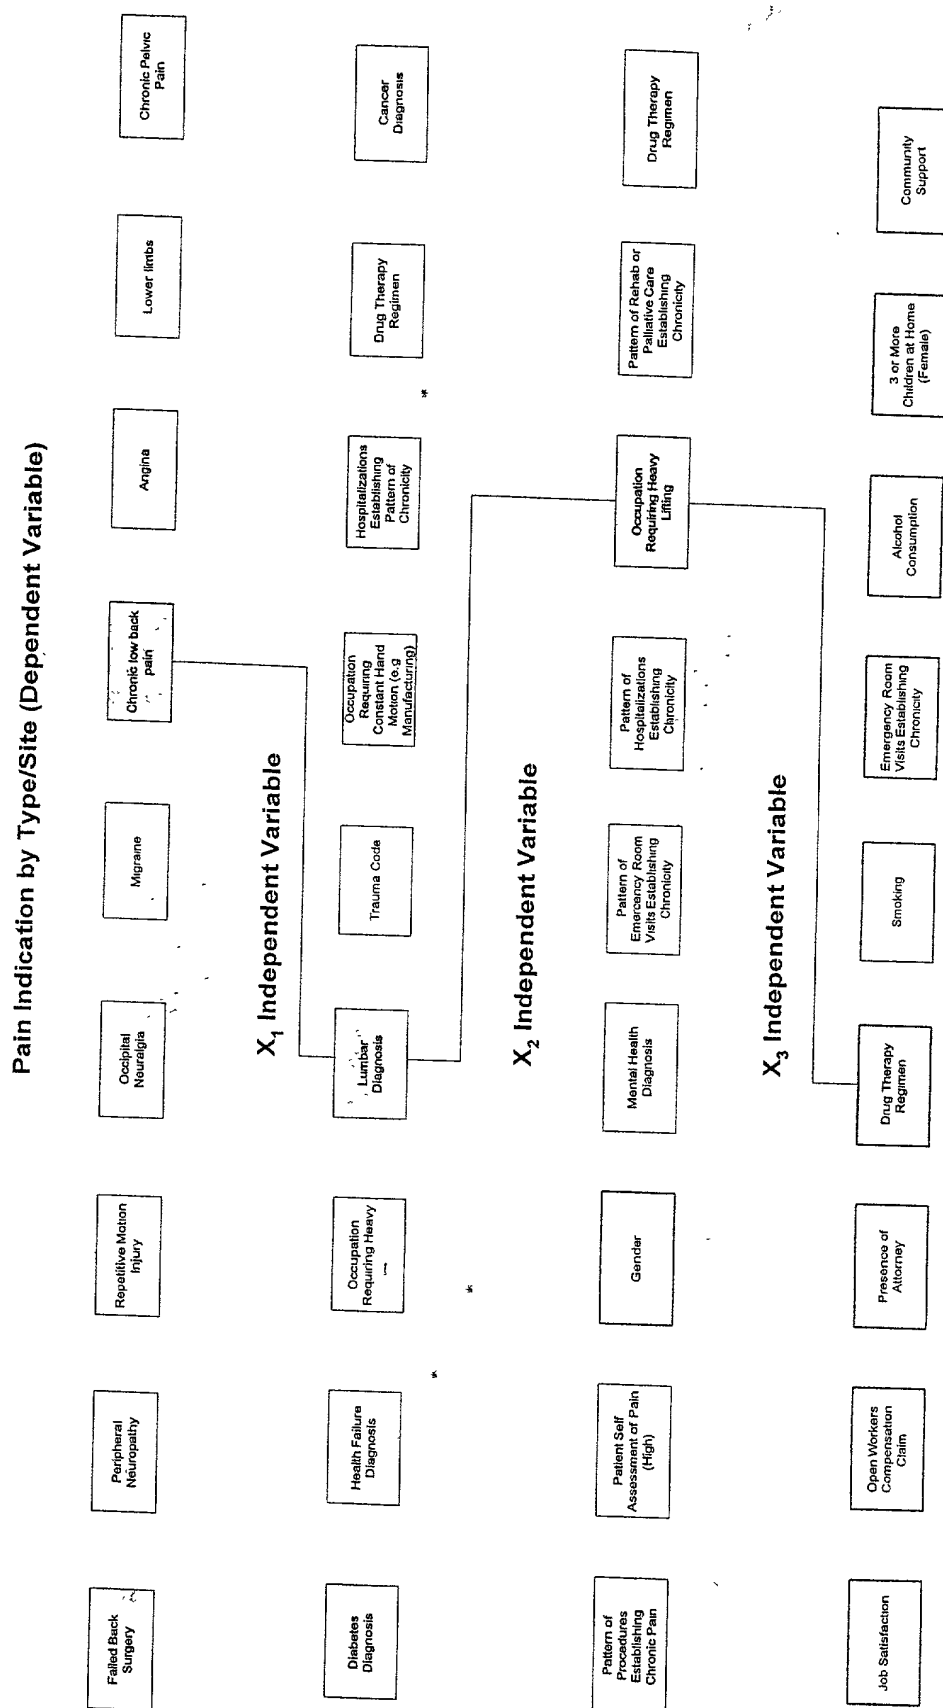 Pain Indication by Type/Site (Dependent Variable)
Failed Back
Surgery
Peripheral
Neuropathy
Repetitive Motion
Injury
Occipital
Neuralgia
Migraine
Chronic low back
pain
Angina
Lower limbs
Chronic Pelvic
Pain
X₁ Independent Variable
Diabetes
Diagnosis
Health Failure
Diagnosis
Occupation
Requiring Heavy
Lumbar
Diagnosis
Trauma Code
Occupation
Requiring
Constant Hand
Motion (e.g
Manufacturing)
Hospitalizations
Establishing
Pattern of
Chronicity
Drug Therapy
Regimen
Cancer
Diagnosis
X₂ Independent Variable
Pattern of
Procedures
Establishing
Chronic Pain
Patient Self
Assessment of Pain
(High)
Gender
Mental Health
Diagnosis
Pattern of
Emercency Room
Visits Establishing
Chronicity
Pattern of
Hospitalizations
Establishing
Chronicity
Occupation
Requiring Heavy
Lifting
Pattern of Rehab or
Palliative Care
Establishing
Chronicity
Drug Therapy
Regimen
X₃ Independent Variable
Job Satisfaction
Open Workers
Compensation
Claim
Presence of
Attorney
Drug Therapy
Regimen
Smoking
Emergency Room
Visits Establishing
Chronicity
Alcohol
Consumption
3 or More
Children at Home
(Female)
Community
Support